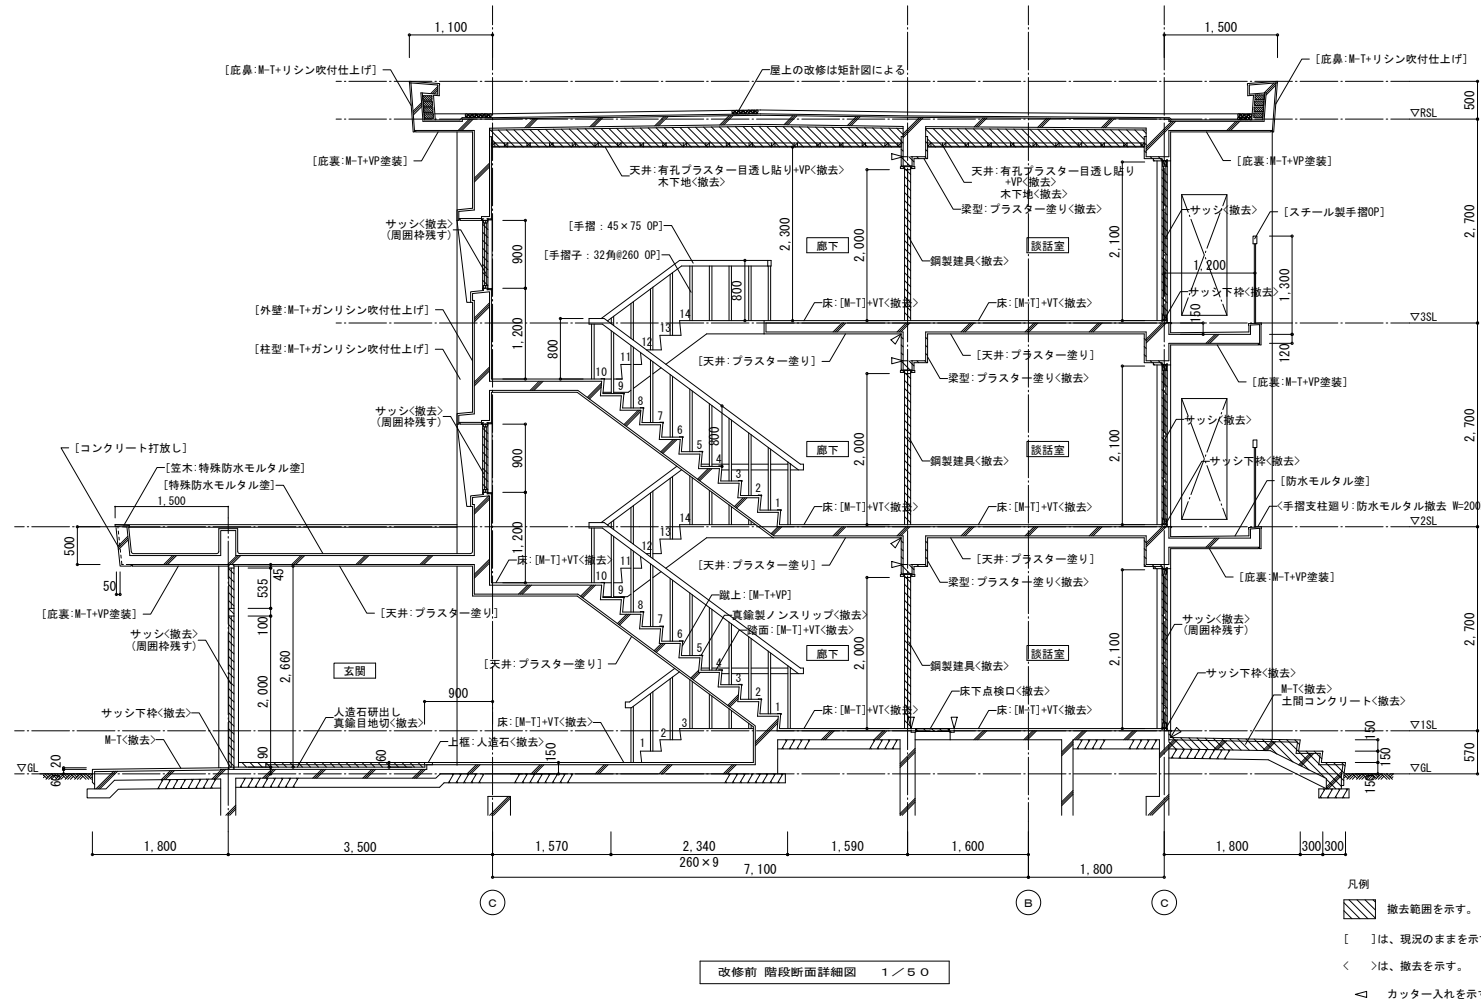 1,100
1,500
[庇鼻:M-T+リシン吹付仕上げ]
屋上の改修は矩計図による
[庇鼻:M-T+リシン吹付仕上げ]
500
▽RSL
[庇裏:M-T+VP塗装]
[庇裏:M-T+VP塗装]
天井:有孔プラスター目透し貼り+VP<撤去>
木下地<撤去>
天井:有孔プラスター目透し貼り
+VP<撤去>
木下地<撤去>
梁型:プラスター塗り<撤去>
サッシ<撤去>
(周囲枠残す)
[手摺:45×75 OP]
[手摺子:32角@260 OP]
900
2,300
廊下
2,000
鋼製建具<撤去>
談話室
2,100
サッシ<撤去>
[スチール製手摺OP]
1,200
1,300
2,700
サッシ下枠<撤去>
150
800
床:[M-T]+VT<撤去>
床:[M-T]+VT<撤去>
▽3SL
[外壁:M-T+ガンリシン吹付仕上げ]
[柱型:M-T+ガンリシン吹付仕上げ]
1,200
800
14
13
12
11
10
9
8
7
6
5
4
3
2
1
[天井:プラスター塗り]
[天井:プラスター塗り]
梁型:プラスター塗り<撤去>
120
[庇裏:M-T+VP塗装]
サッシ<撤去>
(周囲枠残す)
900
800
廊下
2,000
鋼製建具<撤去>
談話室
2,100
サッシ<撤去>
サッシ下枠<撤去>
2,700
[コンクリート打放し]
[笠木:特殊防水モルタル塗]
[特殊防水モルタル塗]
1,500
[防水モルタル塗]
<手摺支柱廻り:防水モルタル撤去 W=200
床:[M-T]+VT<撤去>
床:[M-T]+VT<撤去>
▽2SL
500
50
1,200
床:[M-T]+VT<撤去>
14
13
12
11
10
9
8
7
6
5
4
3
2
1
[天井:プラスター塗り]
[天井:プラスター塗り]
梁型:プラスター塗り<撤去>
[庇裏:M-T+VP塗装]
[庇裏:M-T+VP塗装]
45
535
100
[天井:プラスター塗り]
蹴上:[M-T+VP]
真鍮製ノンスリップ<撤去>
踏面:[M-T]+VT<撤去>
サッシ<撤去>
(周囲枠残す)
2,000
2,660
玄関
[天井:プラスター塗り]
廊下
2,000
鋼製建具<撤去>
談話室
2,100
サッシ<撤去>
(周囲枠残す)
2,700
900
床下点検口<撤去>
サッシ下枠<撤去>
M-T<撤去>
土間コンクリート<撤去>
サッシ下枠<撤去>
人造石研出し
真鍮目地切<撤去>
床:[M-T]+VT<撤去>
床:[M-T]+VT<撤去>
床:[M-T]+VT<撤去>
3
2
1
▽1SL
M-T<撤去>
上框:人造石<撤去>
90
60
150
150
150
150
570
▽GL
20
60
▽GL
1,800
3,500
1,570
2,340
260×9
1,590
1,600
1,800
300
300
7,100
1,800
C
B
C
凡例
撤去範囲を示す。
[ ]は、現況のままを示
< >は、撤去を示す。
カッター入れを示
改修前 階段断面詳細図 1/50